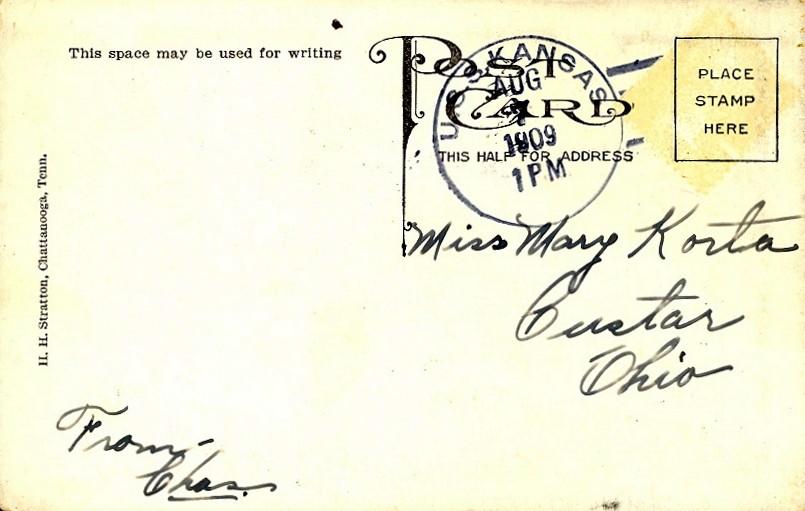 This space may be used for writing
POST CARD
THIS HALF FOR ADDRESS
PLACE
STAMP
HERE
U.S.S. KANSAS
AUG
1909
1 PM
H. H. Stratton, Chattanooga, Tenn.
Miss Mary Korta
Custar
Ohio
From
Chas.